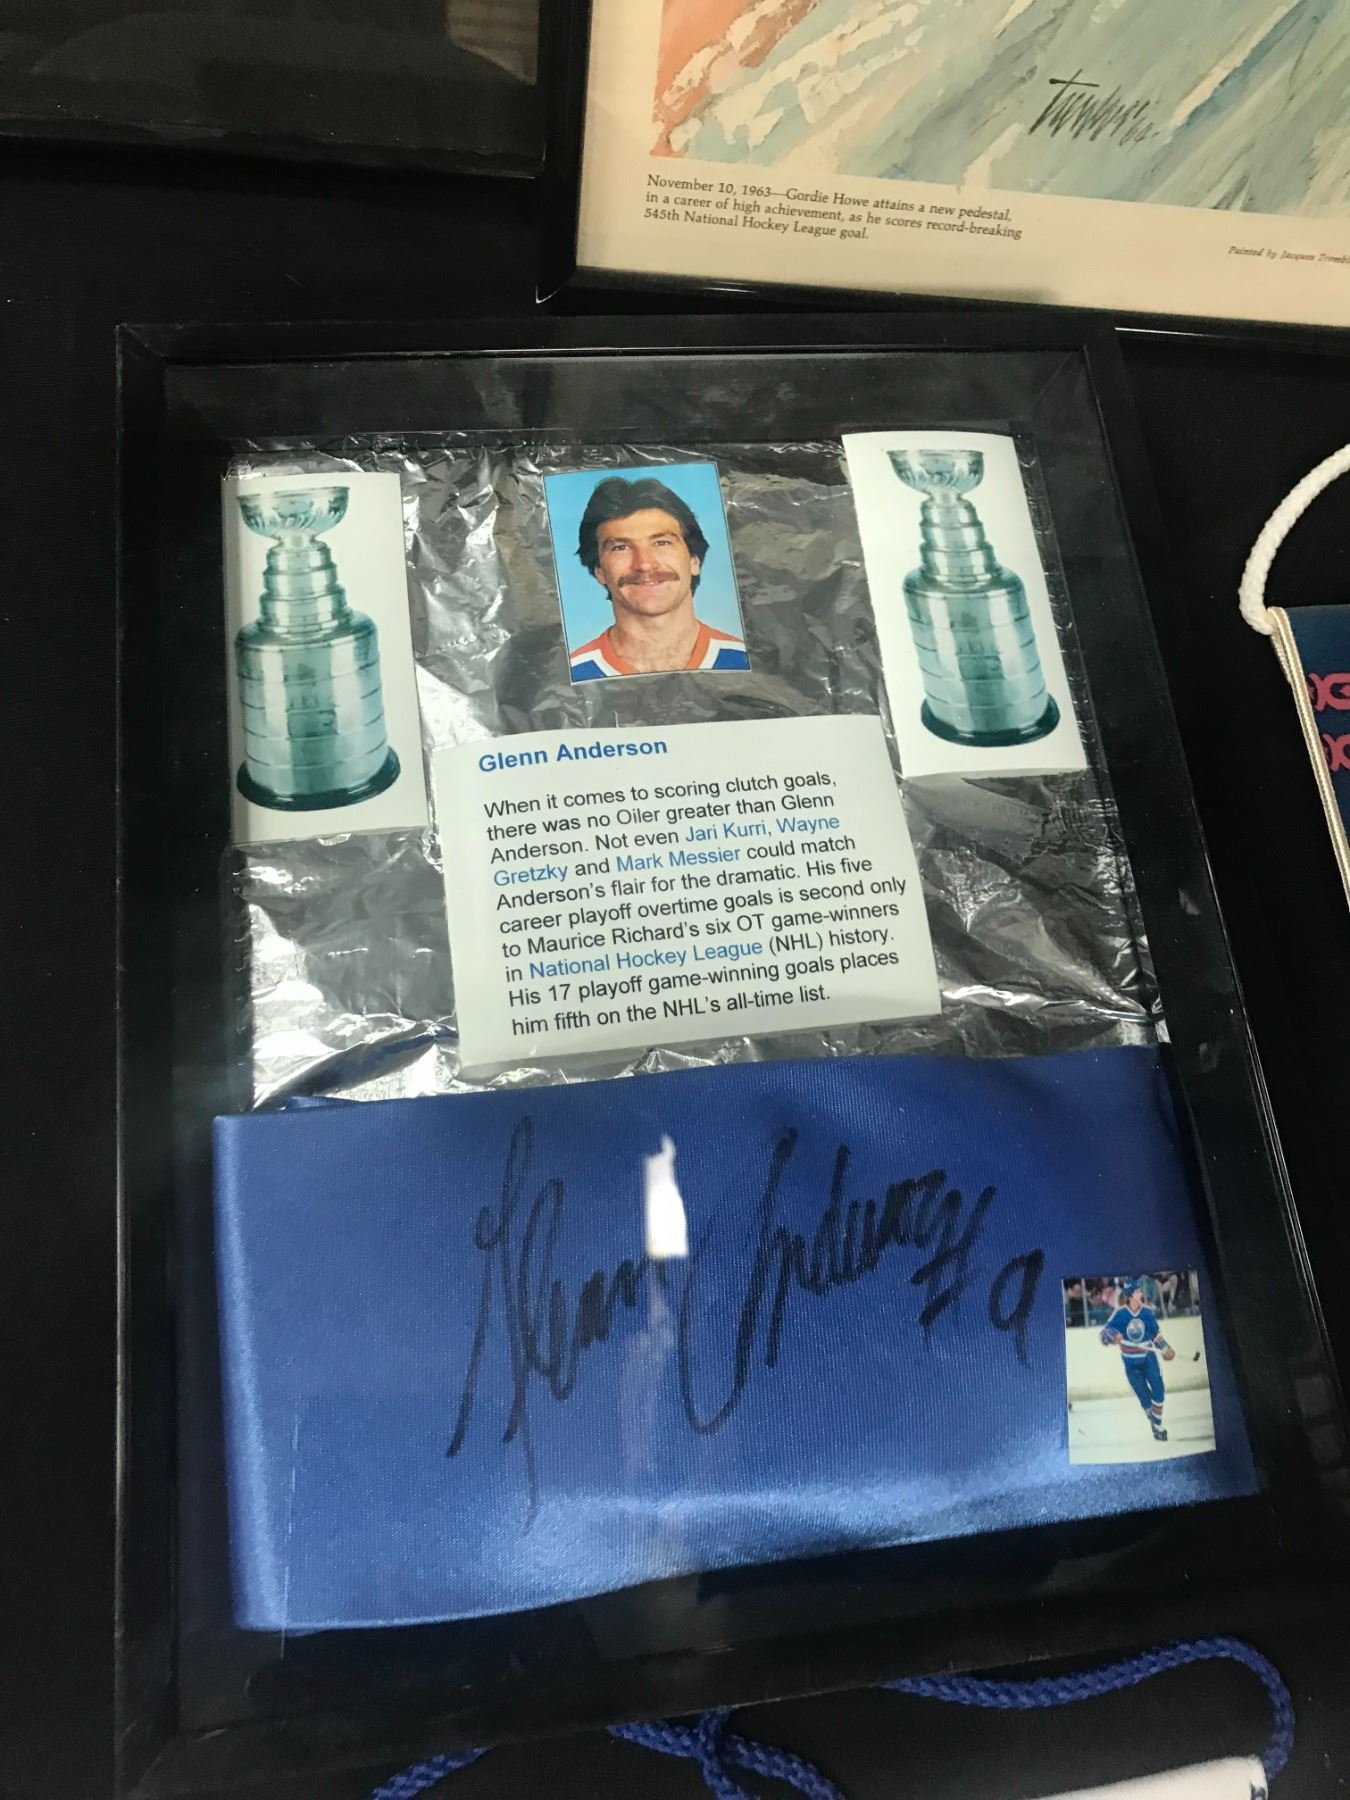 November 10, 1963—Gordie Howe attains a new pedestal,
in a career of high achievement, as he scores record-breaking
545th National Hockey League goal.
Painted by Jacques
Glenn Anderson
When it comes to scoring clutch goals,
there was no Oiler greater than Glenn
Anderson. Not even Jari Kurri, Wayne
Gretzky and Mark Messier could match
Anderson's flair for the dramatic. His five
career playoff overtime goals is second only
to Maurice Richard's six OT game-winners
in National Hockey League (NHL) history.
His 17 playoff game-winning goals places
him fifth on the NHL's all-time list.
Glenn Anderson #9